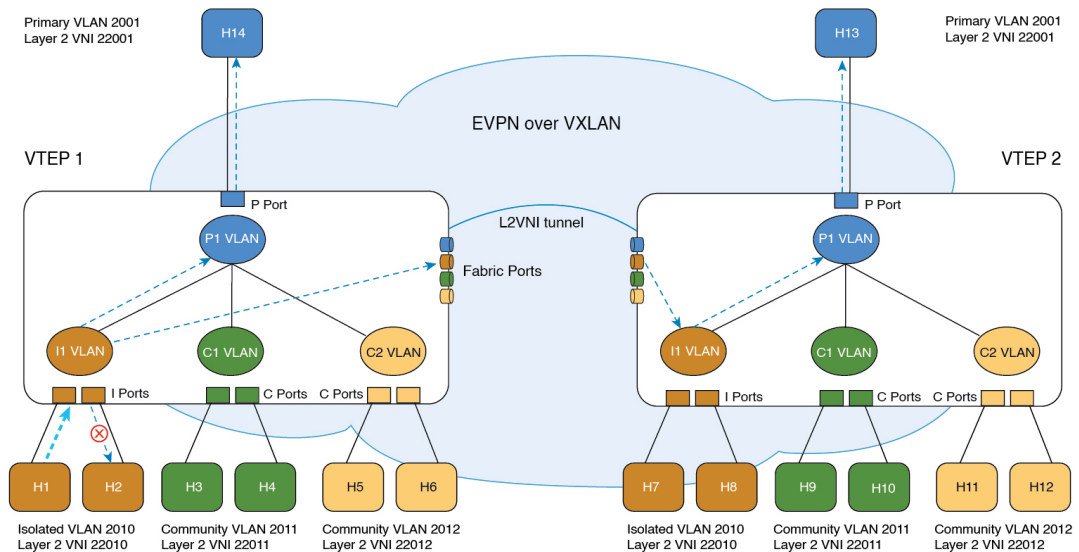 Primary VLAN 2001
Layer 2 VNI 22001
H14
H13
Primary VLAN 2001
Layer 2 VNI 22001
EVPN over VXLAN
VTEP 1
VTEP 2
P Port
P Port
L2VNI tunnel
P1 VLAN
P1 VLAN
Fabric Ports
I1 VLAN
C1 VLAN
C2 VLAN
I1 VLAN
C1 VLAN
C2 VLAN
I Ports
C Ports
C Ports
I Ports
C Ports
C Ports
H1
H2
H3
H4
H5
H6
H7
H8
H9
H10
H11
H12
Isolated VLAN 2010
Layer 2 VNI 22010
Community VLAN 2011
Layer 2 VNI 22011
Community VLAN 2012
Layer 2 VNI 22012
Isolated VLAN 2010
Layer 2 VNI 22010
Community VLAN 2011
Layer 2 VNI 22011
Community VLAN 2012
Layer 2 VNI 22012